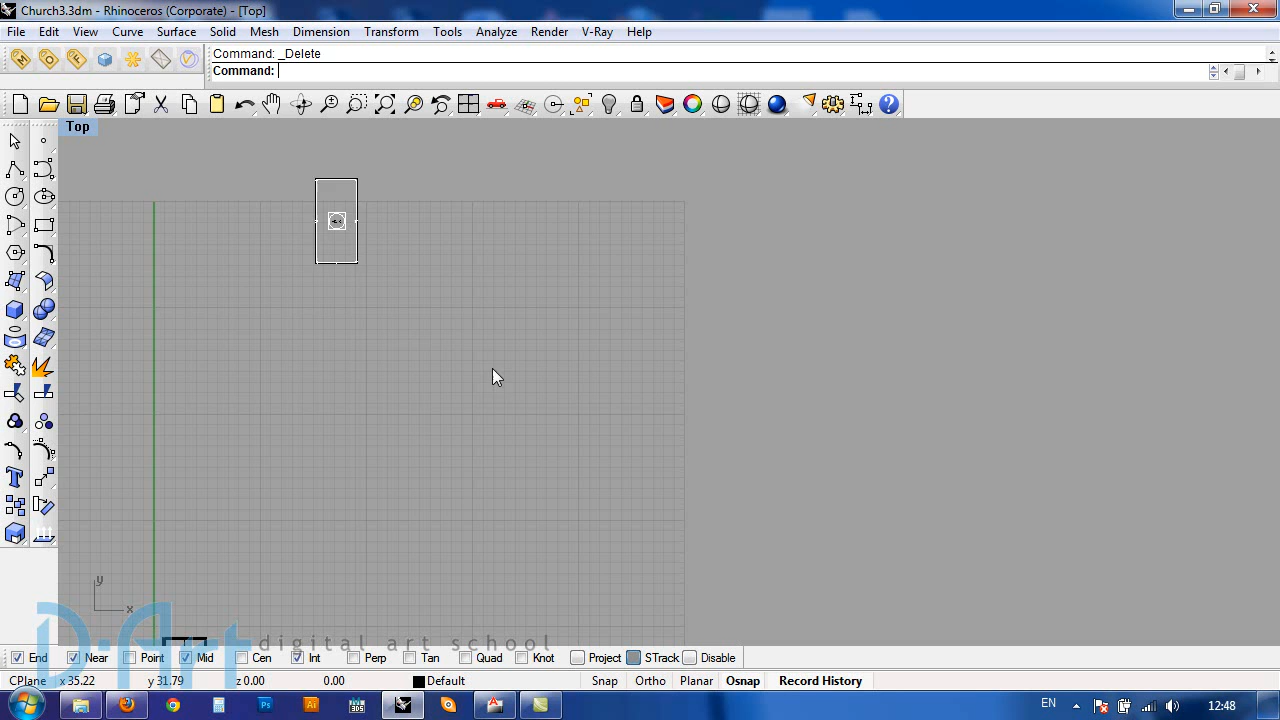 Church3.3dm - Rhinoceros (Corporate) - [Top]
File Edit View Curve Surface Solid Mesh Dimension Transform Tools Analyze Render V-Ray Help
Command: _Delete
Command:
Top
y
x
D-Art digital art school
End Near Point Mid Cen Int Perp Tan Quad Knot Project STrack Disable
CPlane x 35.22 y 31.79 z 0.00 0.00 Default Snap Ortho Planar Osnap Record History
EN 12:48